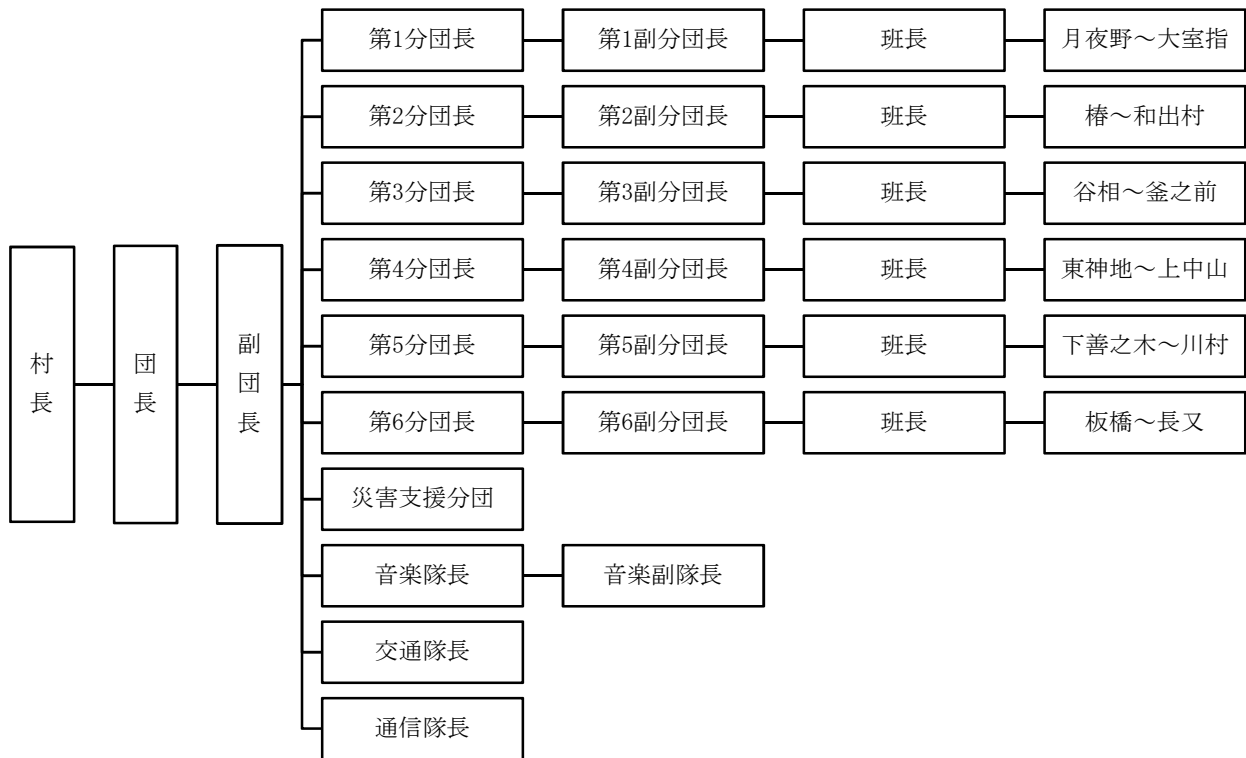 第1分団長 第1副分団長 班長 月夜野～大室指
第2分団長 第2副分団長 班長 椿～和出村
第3分団長 第3副分団長 班長 谷相～釜之前
第4分団長 第4副分団長 班長 東神地～上中山
村長 団長 副団長
第5分団長 第5副分団長 班長 下善之木～川村
第6分団長 第6副分団長 班長 板橋～長又
災害支援分団
音楽隊長 音楽副隊長
交通隊長
通信隊長